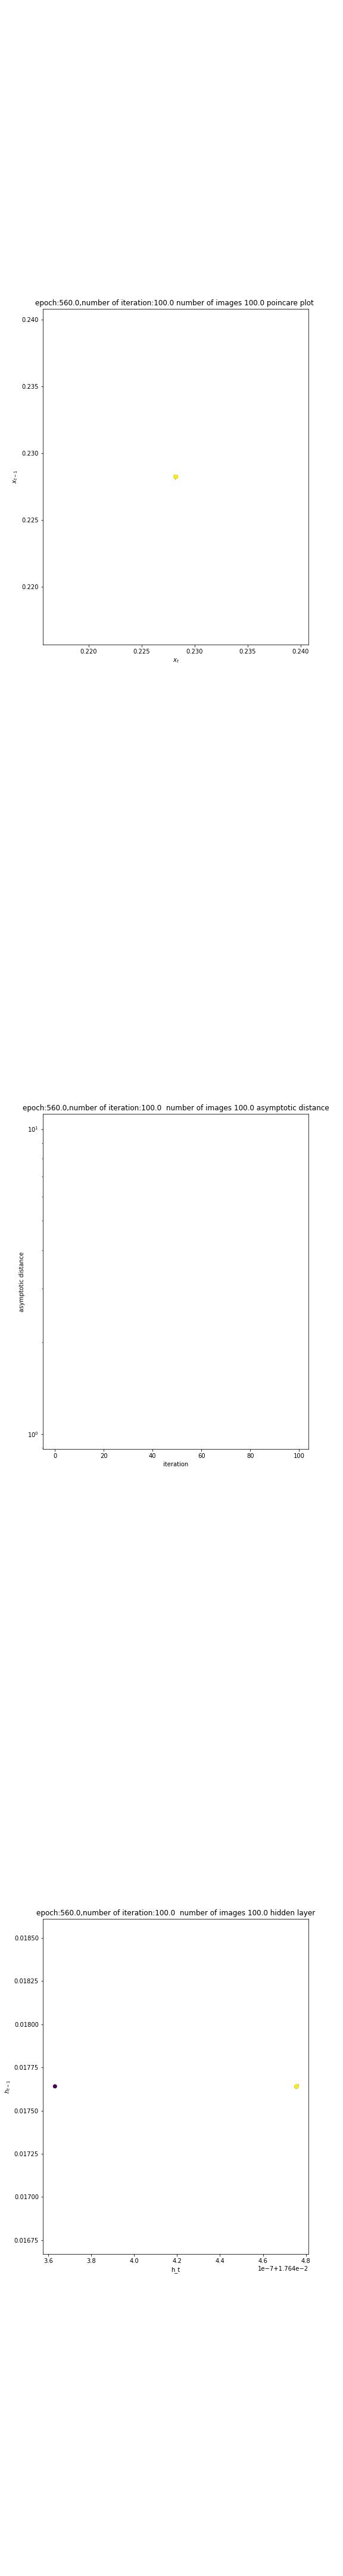 epoch:560.0,number of iteration:100.0 number of images 100.0 poincare plot
0.240
0.235
0.230
0.225
0.220
x_{t-1}
0.220 0.225 0.230 0.235 0.240
x_t
epoch:560.0,number of iteration:100.0  number of images 100.0 asymptotic distance
10^1
asymptotic distance
10^0
0 20 40 60 80 100
iteration
epoch:560.0,number of iteration:100.0  number of images 100.0 hidden layer
0.01850
0.01825
0.01800
0.01775
0.01750
0.01725
0.01700
0.01675
h_{t-1}
3.6 3.8 4.0 4.2 4.4 4.6 4.8
h_t
1e−7+1.764e−2